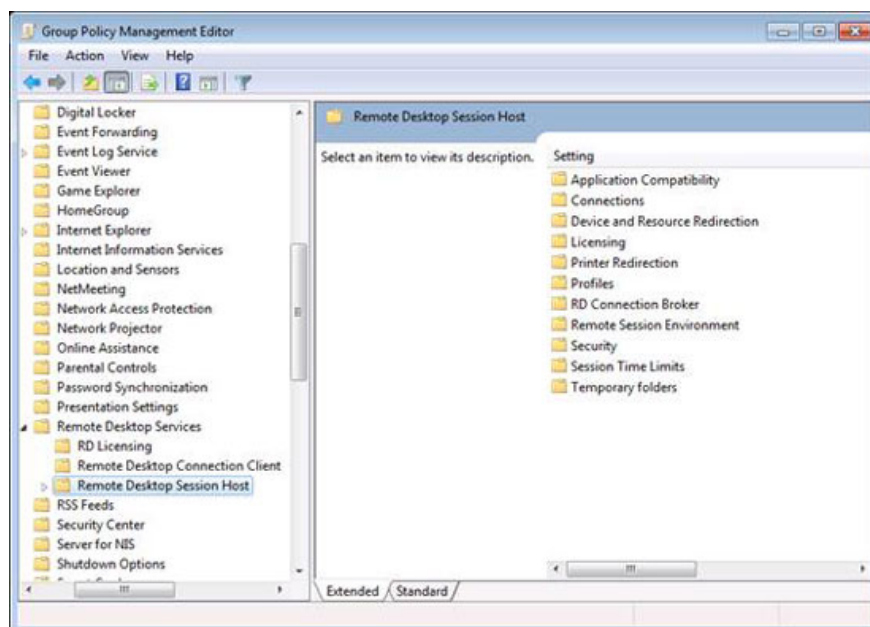 Group Policy Management Editor
File Action View Help
Digital Locker
Event Forwarding
Event Log Service
Event Viewer
Game Explorer
HomeGroup
Internet Explorer
Internet Information Services
Location and Sensors
NetMeeting
Network Access Protection
Network Projector
Online Assistance
Parental Controls
Password Synchronization
Presentation Settings
Remote Desktop Services
RD Licensing
Remote Desktop Connection Client
Remote Desktop Session Host
RSS Feeds
Security Center
Server for NIS
Shutdown Options
Remote Desktop Session Host
Select an item to view its description.
Setting
Application Compatibility
Connections
Device and Resource Redirection
Licensing
Printer Redirection
Profiles
RD Connection Broker
Remote Session Environment
Security
Session Time Limits
Temporary folders
Extended Standard